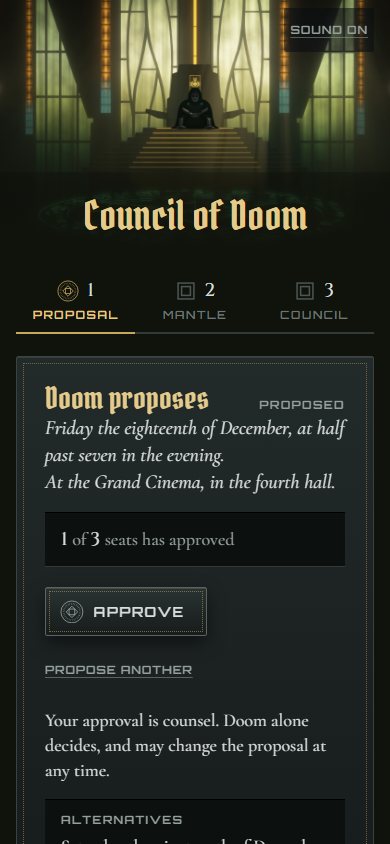 SOUND ON
Council of Doom
1
PROPOSAL
2
MANTLE
3
COUNCIL
Doom proposes
PROPOSED
Friday the eighteenth of December, at half
past seven in the evening.
At the Grand Cinema, in the fourth hall.
1 of 3 seats has approved
APPROVE
PROPOSE ANOTHER
Your approval is counsel. Doom alone
decides, and may change the proposal at
any time.
ALTERNATIVES